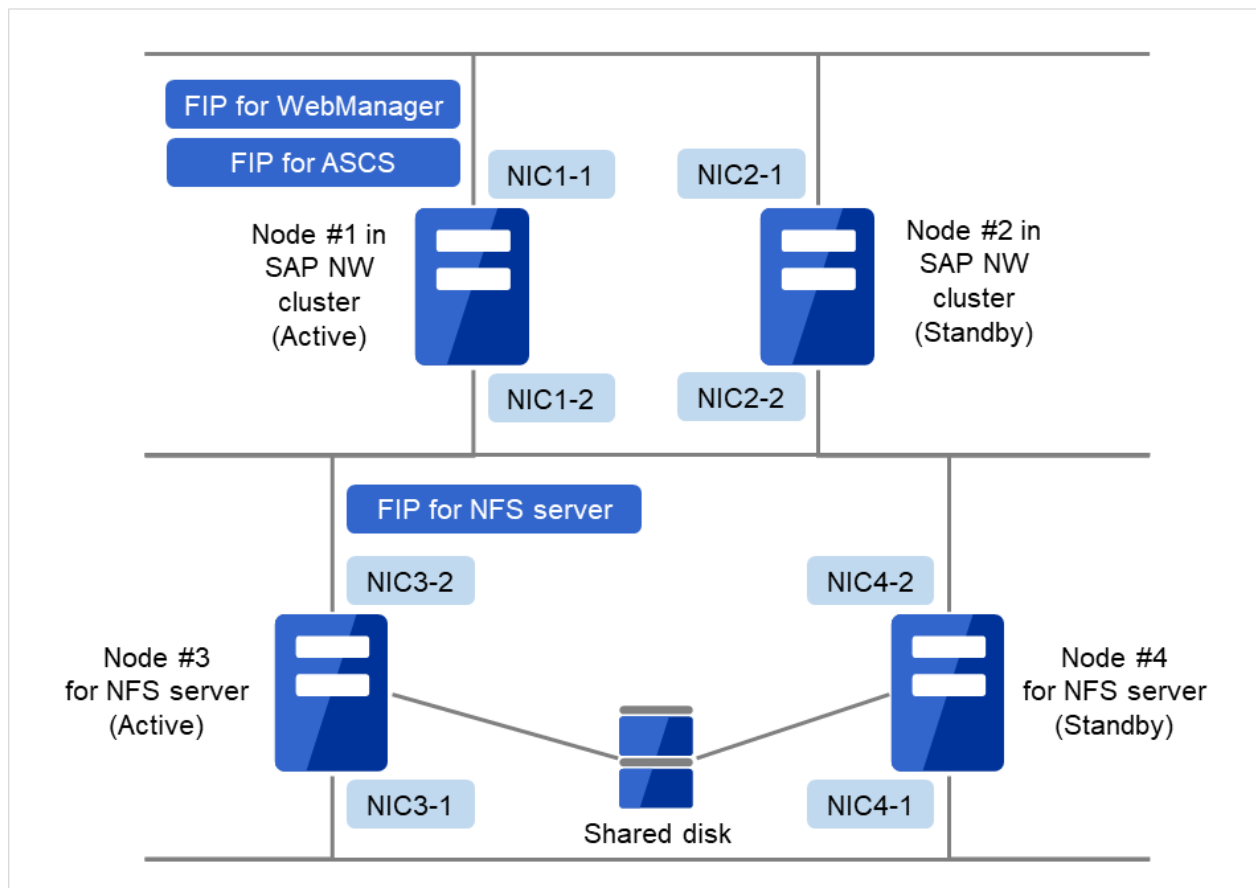 FIP for WebManager
FIP for ASCS
NIC1-1
NIC2-1
Node #1 in
SAP NW
cluster
(Active)
Node #2 in
SAP NW
cluster
(Standby)
NIC1-2
NIC2-2
FIP for NFS server
NIC3-2
NIC4-2
Node #3
for NFS server
(Active)
Node #4
for NFS server
(Standby)
NIC3-1
NIC4-1
Shared disk